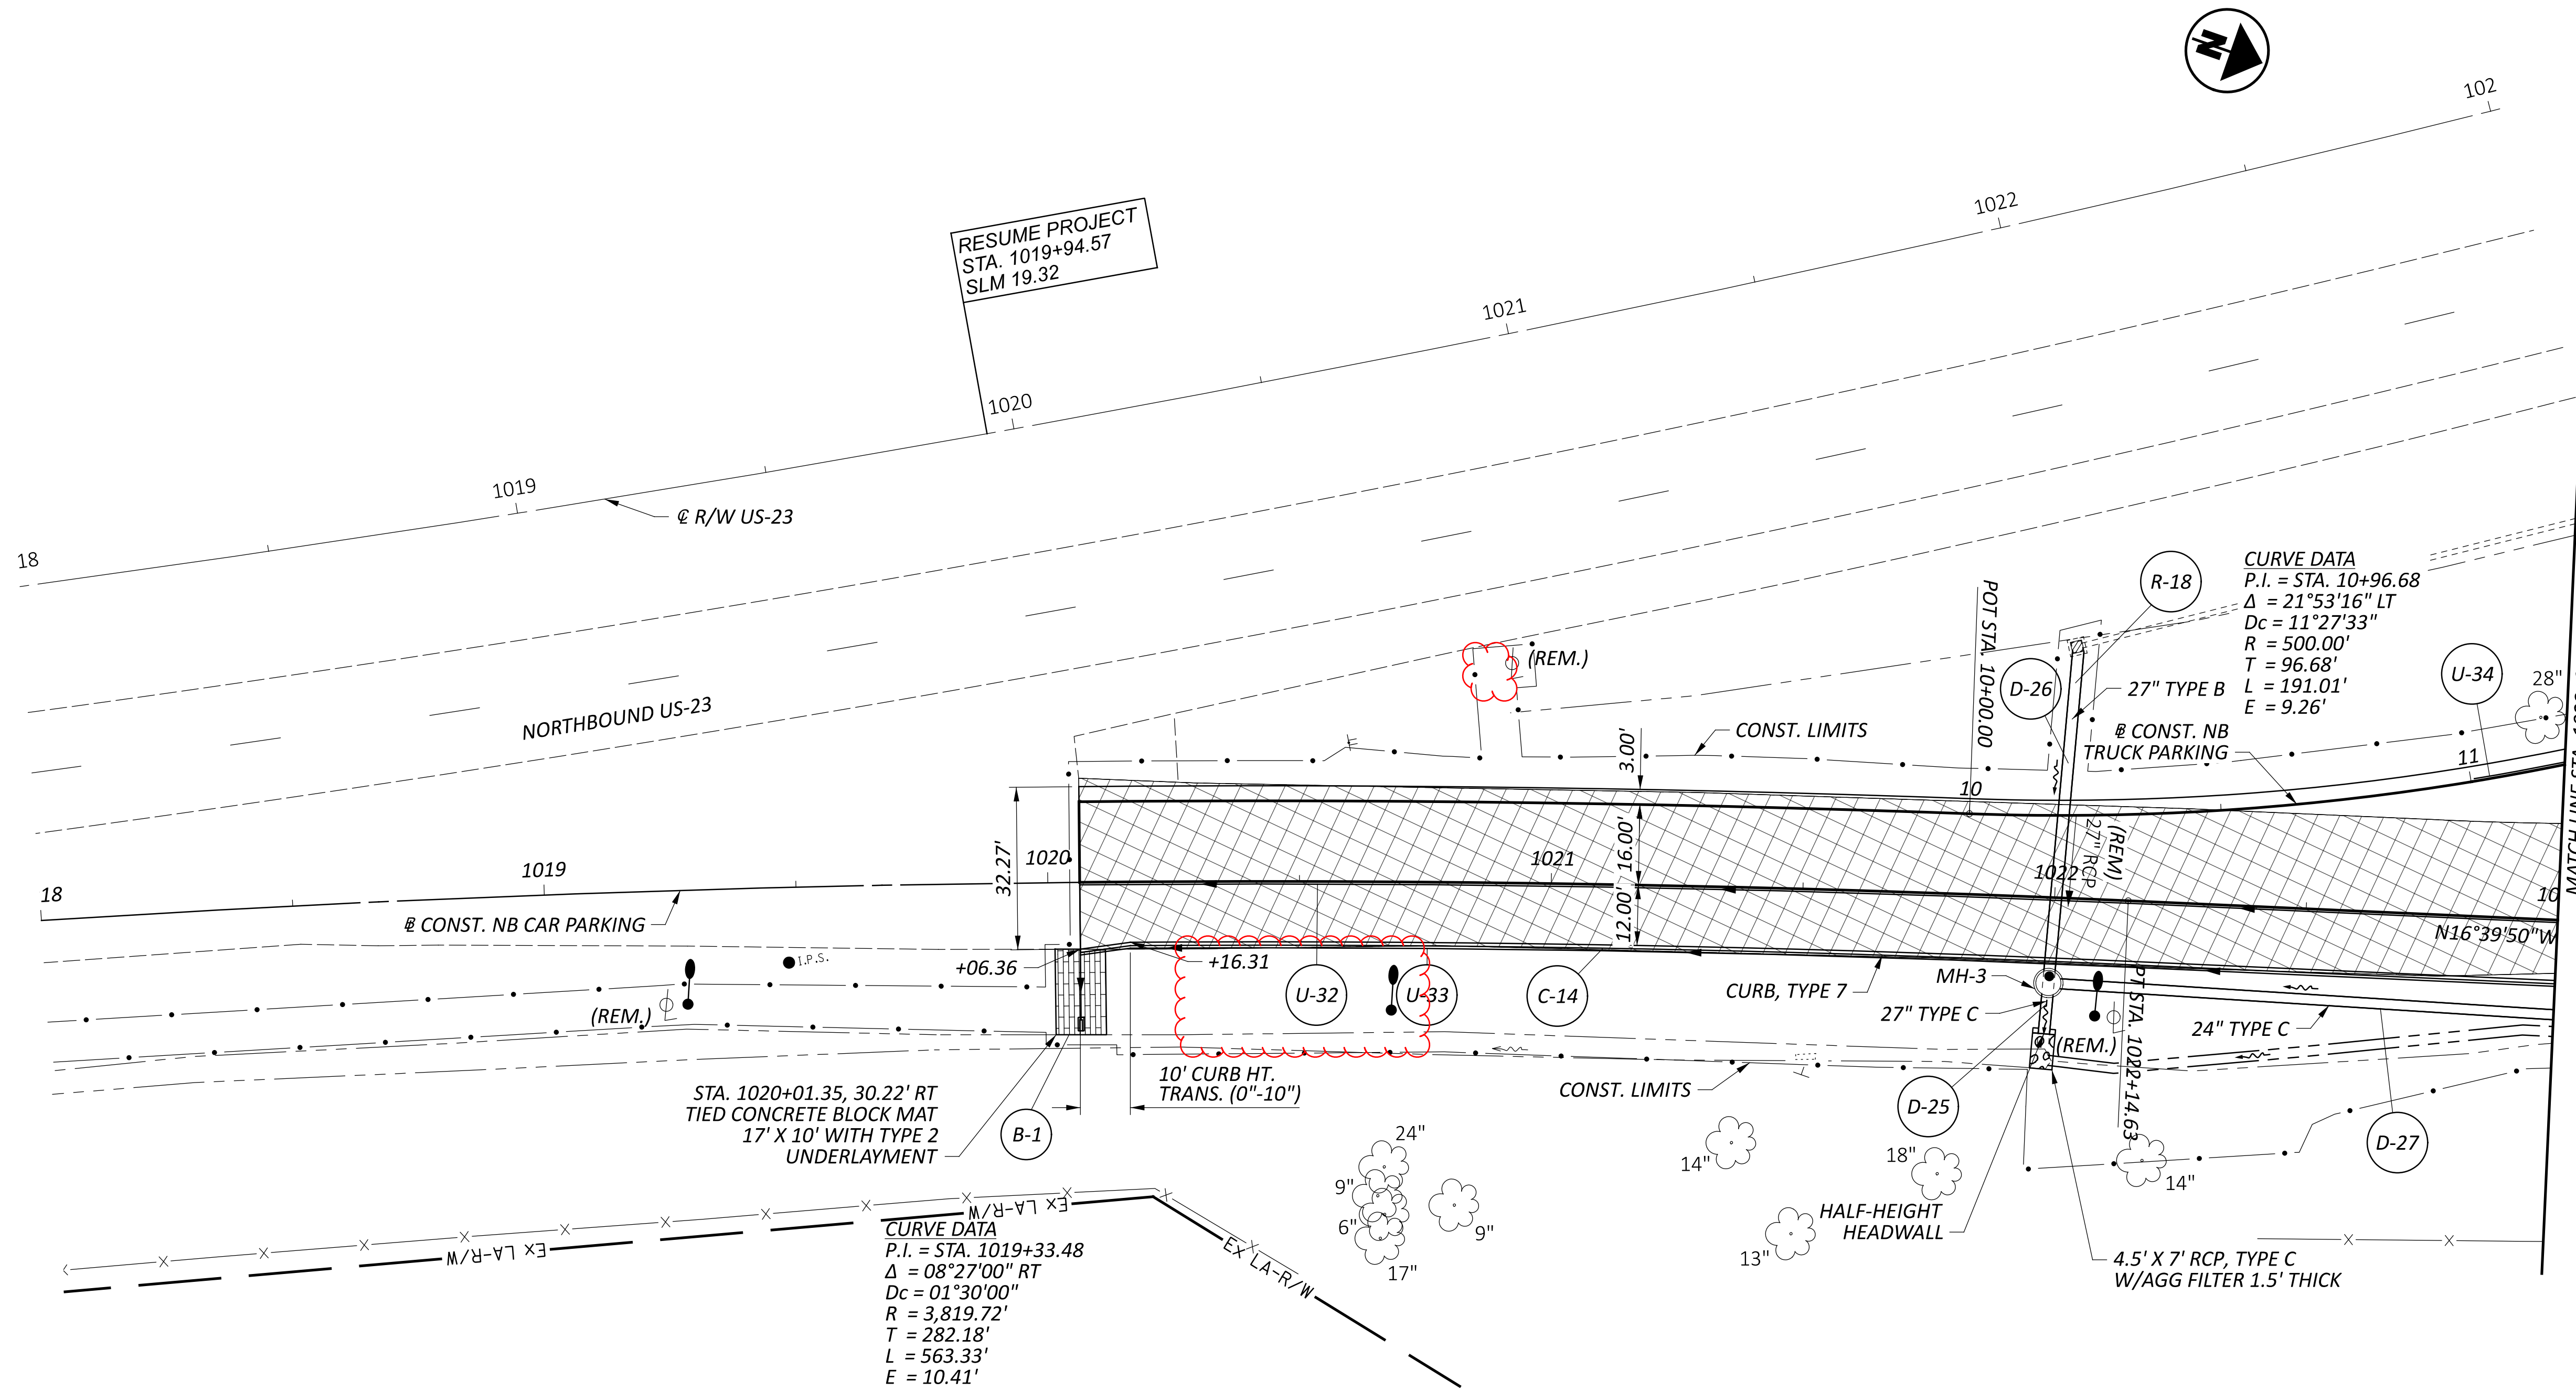 N
102
1022
RESUME PROJECT
STA. 1019+94.57
SLM 19.32
1021
1020
1019
℄ R/W US-23
18
NORTHBOUND US-23
(REM.)
CONST. LIMITS
3.00'
POT STA. 10+00.00
R-18
D-26
27" TYPE B
CURVE DATA
P.I. = STA. 10+96.68
Δ = 21°53'16" LT
Dc = 11°27'33"
R = 500.00'
T = 96.68'
L = 191.01'
E = 9.26'
U-34
28"
CONST. NB
TRUCK PARKING
11
10
32.27'
16.00'
12.00'
18
1019
1020
1021
1022
27" RCP
(REM)
10
N16°39'50"W
CONST. NB CAR PARKING
I.P.S.
(REM.)
+06.36
+16.31
U-32
U-33
C-14
CURB, TYPE 7
MH-3
27" TYPE C
24" TYPE C
(REM.)
PT STA. 1022+14.63
10' CURB HT.
TRANS. (0"-10")
CONST. LIMITS
STA. 1020+01.35, 30.22' RT
TIED CONCRETE BLOCK MAT
17' X 10' WITH TYPE 2
UNDERLAYMENT
B-1
D-25
D-27
24"
9"
6"
17"
9"
14"
18"
13"
14"
HALF-HEIGHT
HEADWALL
4.5' X 7' RCP, TYPE C
W/AGG FILTER 1.5' THICK
EX LA-R/W
EX LA-R/W
EX LA-R/W
CURVE DATA
P.I. = STA. 1019+33.48
Δ = 08°27'00" RT
Dc = 01°30'00"
R = 3,819.72'
T = 282.18'
L = 563.33'
E = 10.41'
MATCH LINE STA.